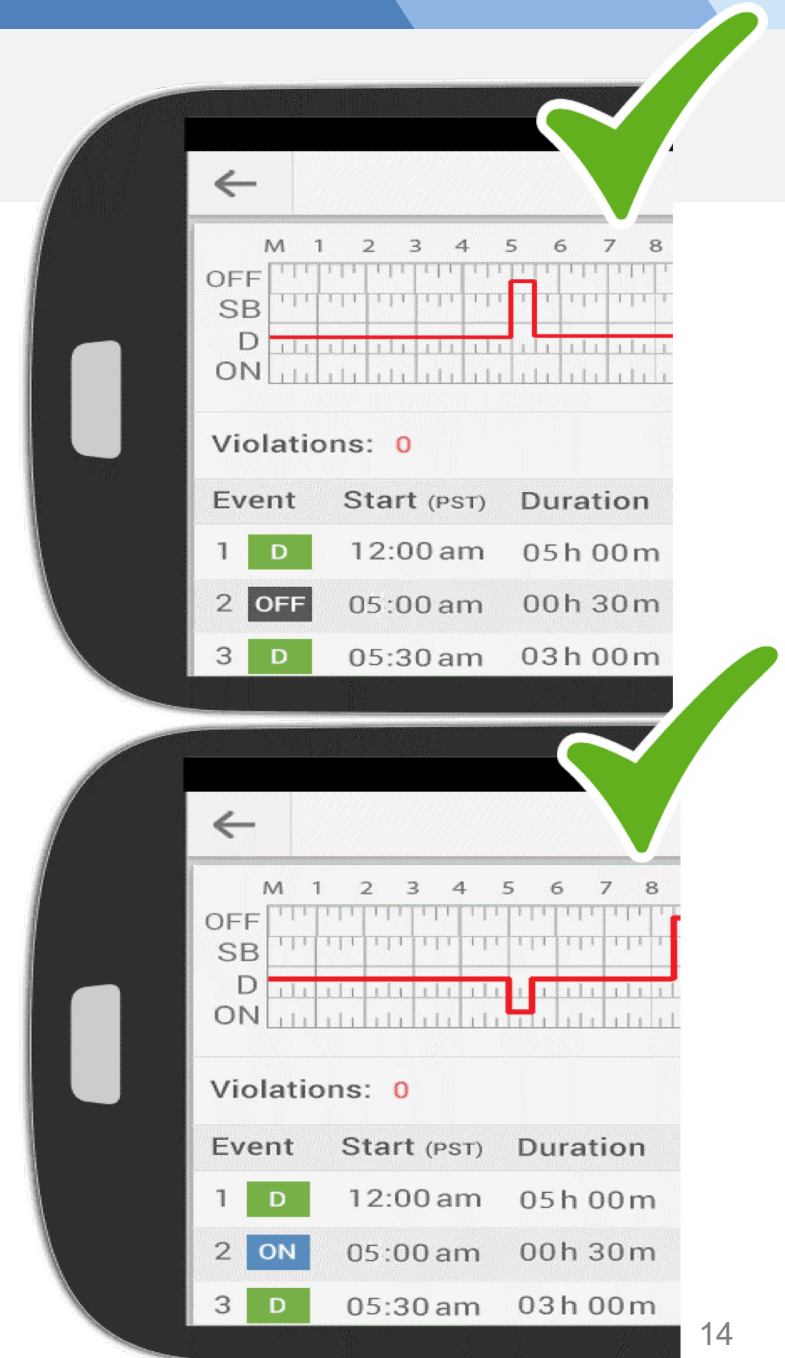 M 1 2 3 4 5 6 7 8
OFF
SB
D
ON
Violations: 0
Event Start (PST) Duration
1 D 12:00 am 05h 00m
2 OFF 05:00 am 00h 30m
3 D 05:30 am 03h 00m
M 1 2 3 4 5 6 7 8
OFF
SB
D
ON
Violations: 0
Event Start (PST) Duration
1 D 12:00 am 05h 00m
2 ON 05:00 am 00h 30m
3 D 05:30 am 03h 00m
14